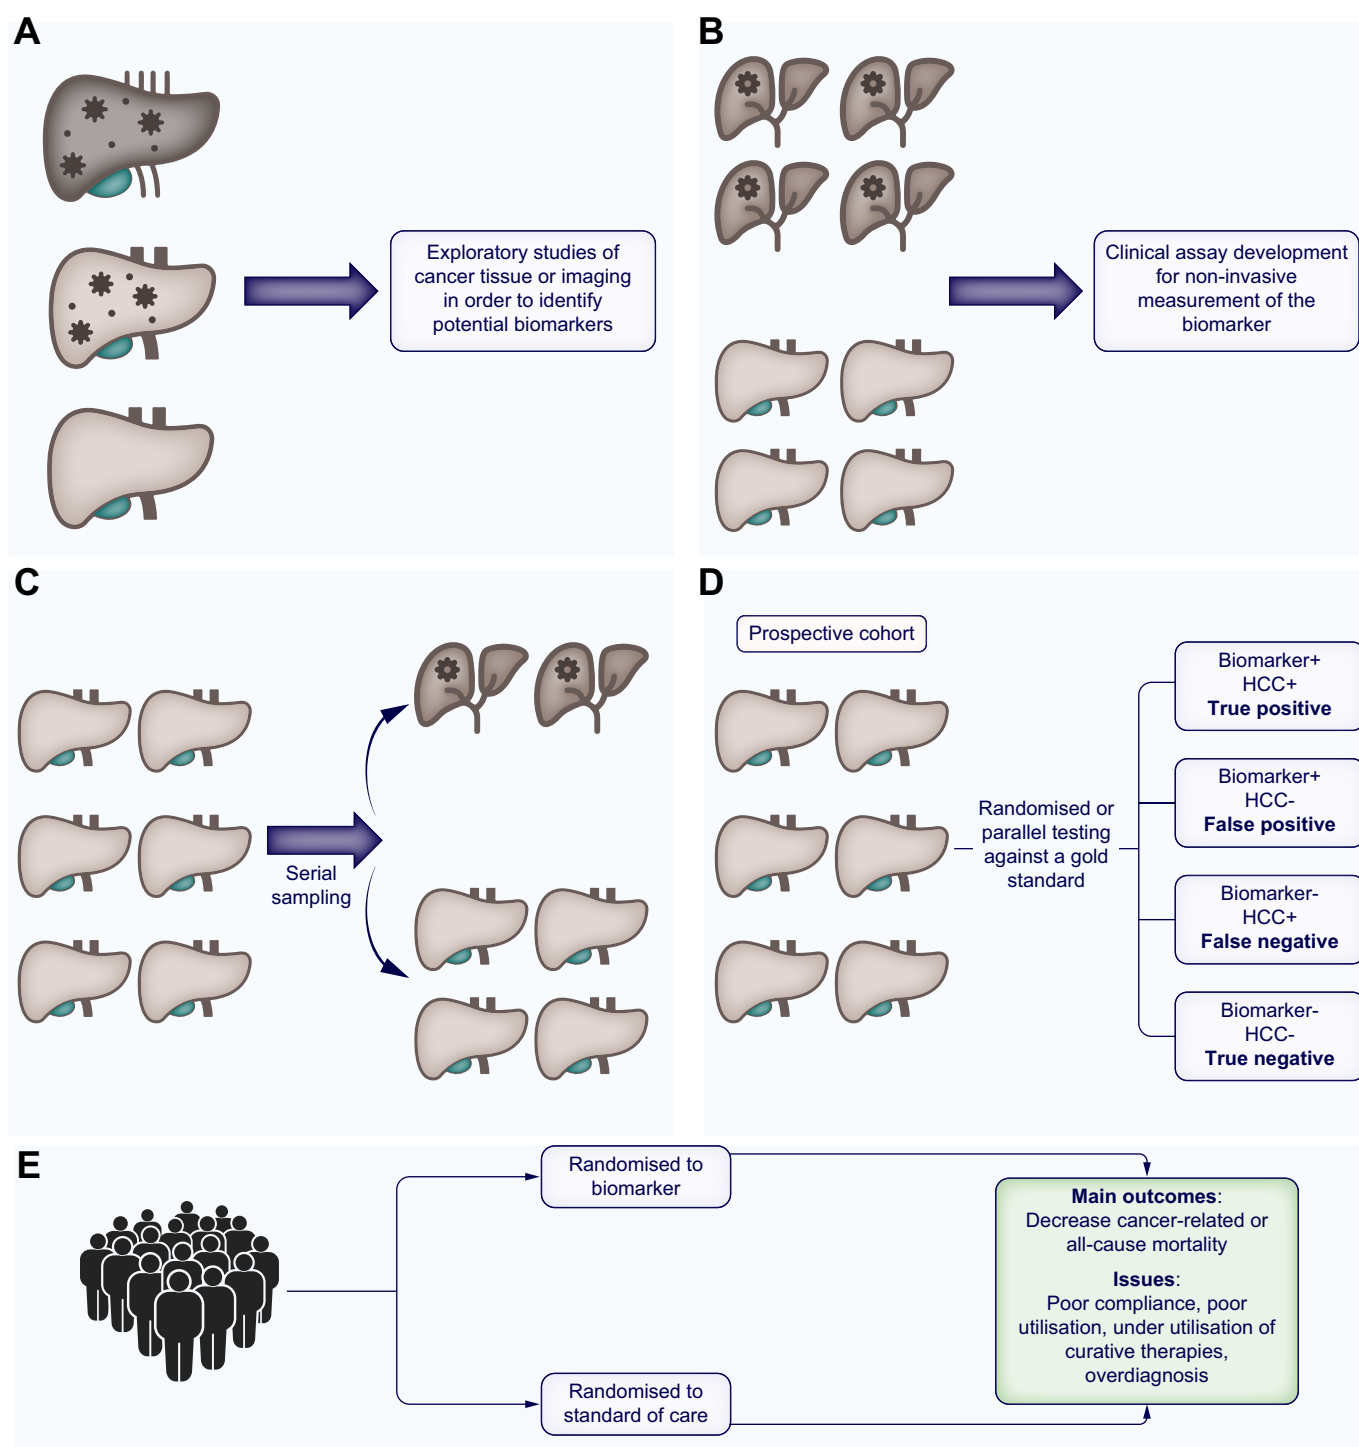 A
Exploratory studies of
cancer tissue or imaging
in order to identify
potential biomarkers
B
Clinical assay development
for non-invasive
measurement of the
biomarker
C
Serial
sampling
D
Prospective cohort
Randomised or
parallel testing
against a gold
standard
Biomarker+
HCC+
True positive
Biomarker+
HCC-
False positive
Biomarker-
HCC+
False negative
Biomarker-
HCC-
True negative
E
Randomised to
biomarker
Randomised to
standard of care
Main outcomes:
Decrease cancer-related or
all-cause mortality
Issues:
Poor compliance, poor
utilisation, under utilisation of
curative therapies,
overdiagnosis